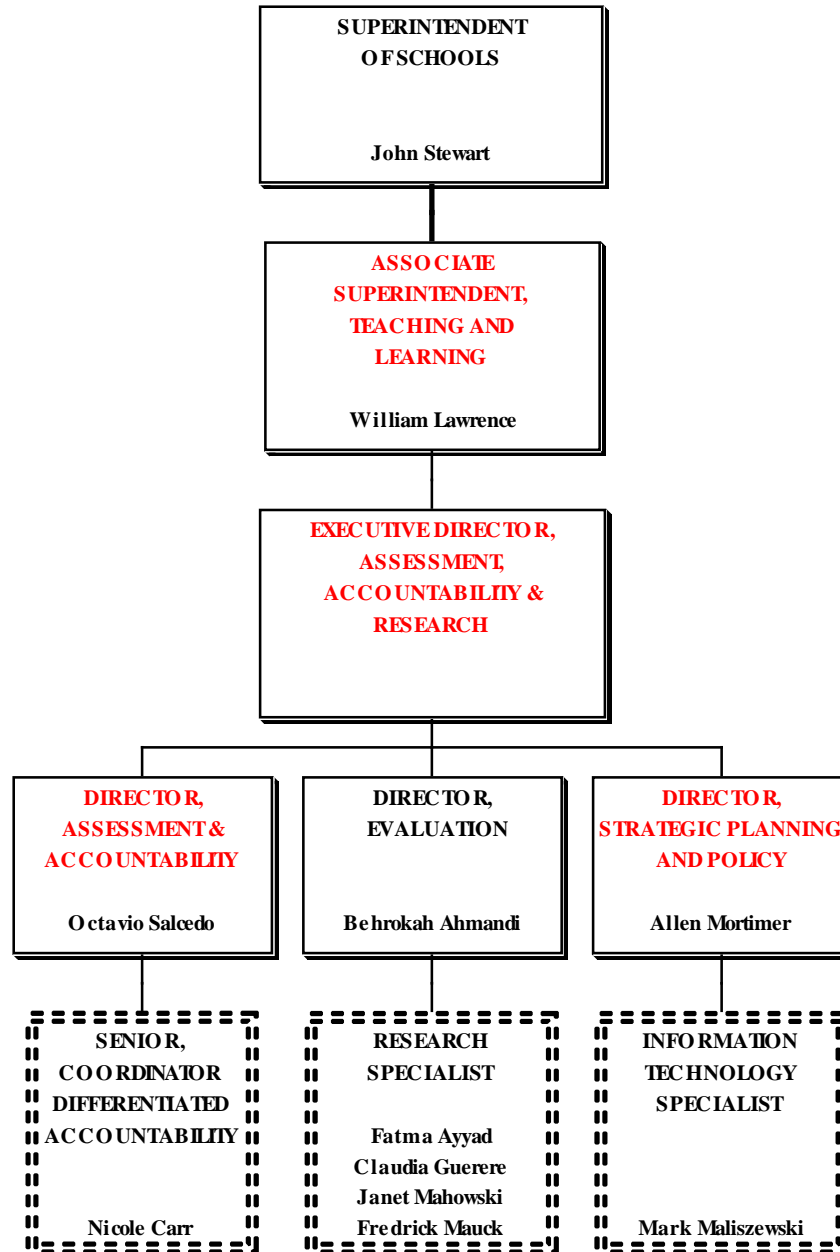 SUPERINTENDENT
OF SCHOOLS
John Stewart
ASSOCIATE
SUPERINTENDENT,
TEACHING AND
LEARNING
William Lawrence
EXECUTIVE DIRECTOR,
ASSESSMENT,
ACCOUNTABILITY &
RESEARCH
DIRECTOR,
ASSESSMENT &
ACCOUNTABILITY
Octavio Salcedo
DIRECTOR,
EVALUATION
Behrokah Ahmandi
DIRECTOR,
STRATEGIC PLANNING
AND POLICY
Allen Mortimer
SENIOR,
COORDINATOR
DIFFERENTIATED
ACCOUNTABILITY
Nicole Carr
RESEARCH
SPECIALIST
Fatma Ayyad
Claudia Guerere
Janet Mahowski
Fredrick Mauck
INFORMATION
TECHNOLOGY
SPECIALIST
Mark Maliszewski